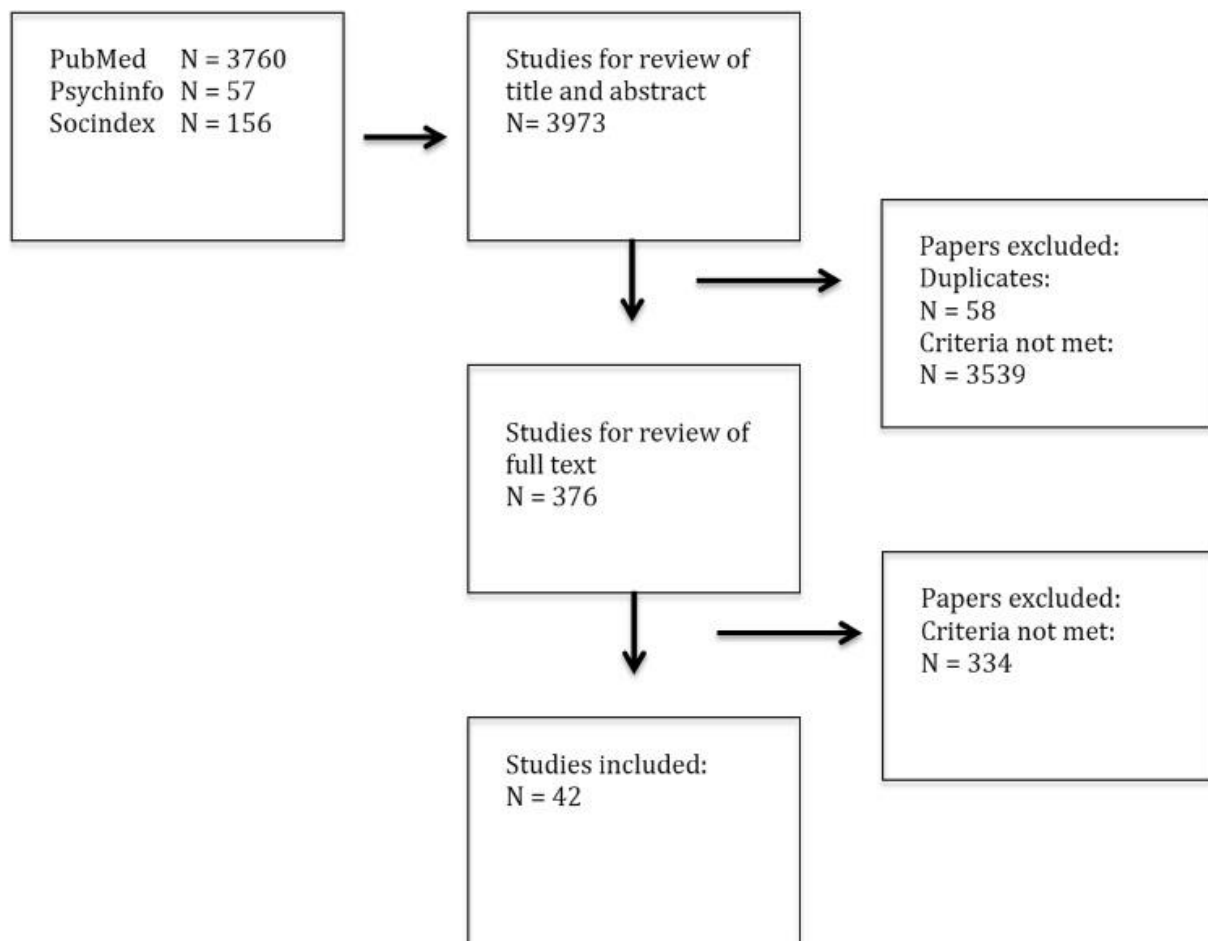 PubMed N = 3760
Psychinfo N = 57
Socindex N = 156
Studies for review of
title and abstract
N= 3973
Papers excluded:
Duplicates:
N = 58
Criteria not met:
N = 3539
Studies for review of
full text
N = 376
Papers excluded:
Criteria not met:
N = 334
Studies included:
N = 42